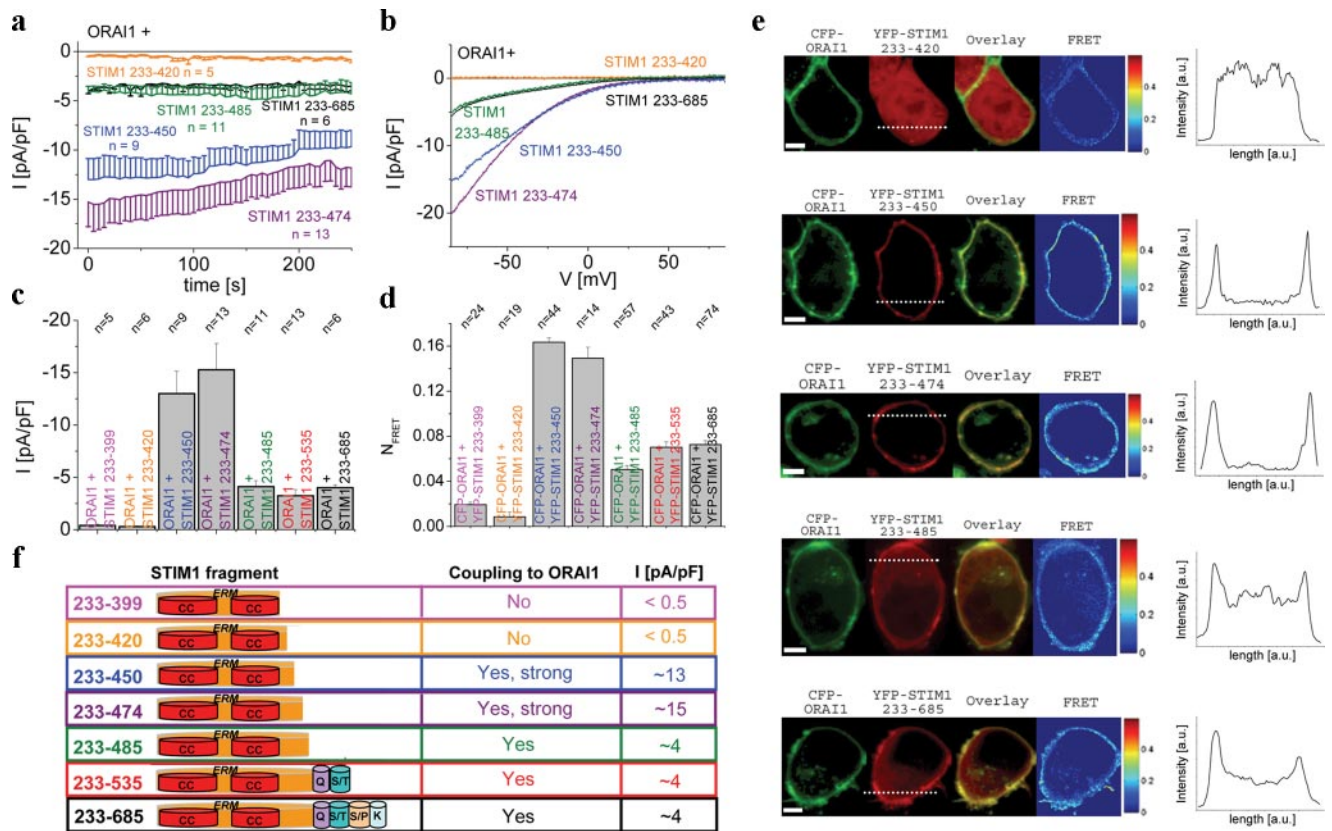 a
ORAI1 +
0
-5
-10
-15
-20
I [pA/pF]
STIM1 233-420 n = 5
STIM1 233-485
n = 11
STIM1 233-685
n = 6
STIM1 233-450
n = 9
STIM1 233-474
n = 13
0
100
200
time [s]
b
ORAI1+
0
-5
-10
-15
-20
I [pA/pF]
STIM1 233-420
STIM1 233-685
STIM1
233-485
STIM1 233-450
STIM1 233-474
-50
0
50
V [mV]
c
-20
-15
-10
-5
0
I [pA/pF]
n=5
n=6
n=9
n=13
n=11
n=13
n=6
ORAI1 +
STIM1 233-399
ORAI1 +
STIM1 233-420
ORAI1 +
STIM1 233-450
ORAI1 +
STIM1 233-474
ORAI1 +
STIM1 233-485
ORAI1 +
STIM1 233-535
ORAI1 +
STIM1 233-685
d
0.16
0.12
0.08
0.04
0.00
NFRET
n=24
n=19
n=44
n=14
n=57
n=43
n=74
CFP-ORAI1 +
YFP-STIM1 233-399
CFP-ORAI1 +
YFP-STIM1 233-420
CFP-ORAI1 +
YFP-STIM1 233-450
CFP-ORAI1 +
YFP-STIM1 233-474
CFP-ORAI1 +
YFP-STIM1 233-485
CFP-ORAI1 +
YFP-STIM1 233-535
CFP-ORAI1 +
YFP-STIM1 233-685
e
CFP-
ORAI1
YFP-STIM1
233-420
Overlay
FRET
0.4
0.2
0
Intensity [a.u.]
length [a.u.]
CFP-
ORAI1
YFP-STIM1
233-450
Overlay
FRET
0.4
0.2
0
Intensity [a.u.]
length [a.u.]
CFP-
ORAI1
YFP-STIM1
233-474
Overlay
FRET
0.4
0.2
0
Intensity [a.u.]
length [a.u.]
CFP-
ORAI1
YFP-STIM1
233-485
Overlay
FRET
0.4
0.2
0
Intensity [a.u.]
length [a.u.]
CFP-
ORAI1
YFP-STIM1
233-685
Overlay
FRET
0.4
0.2
0
Intensity [a.u.]
length [a.u.]
f
STIM1 fragment Coupling to ORAI1 I [pA/pF]
233-399 CC ERM CC No < 0.5
233-420 CC ERM CC No < 0.5
233-450 CC ERM CC Yes, strong ~13
233-474 CC ERM CC Yes, strong ~15
233-485 CC ERM CC Yes ~4
233-535 CC ERM CC Q S/T Yes ~4
233-685 CC ERM CC Q S/T S/P K Yes ~4